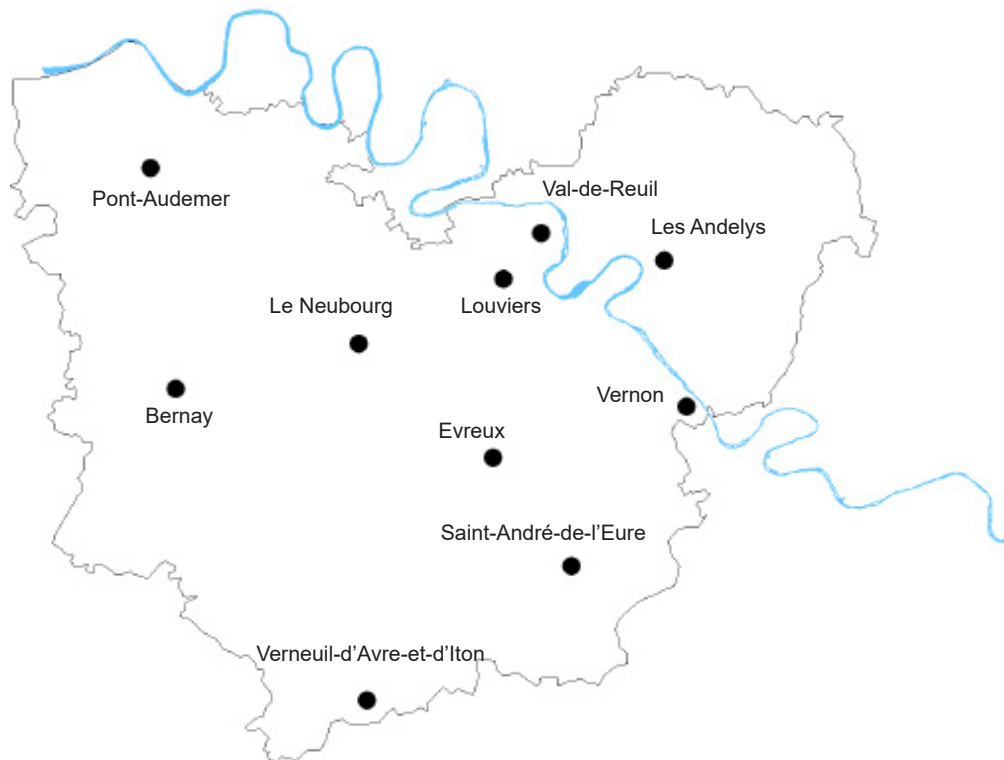 Val-de-Reuil
Pont-Audemer
Les Andelys
Le Neubourg
Louviers
Vernon
Bernay
Evreux
Saint-André-de-l’Eure
Verneuil-d’Avre-et-d’Iton